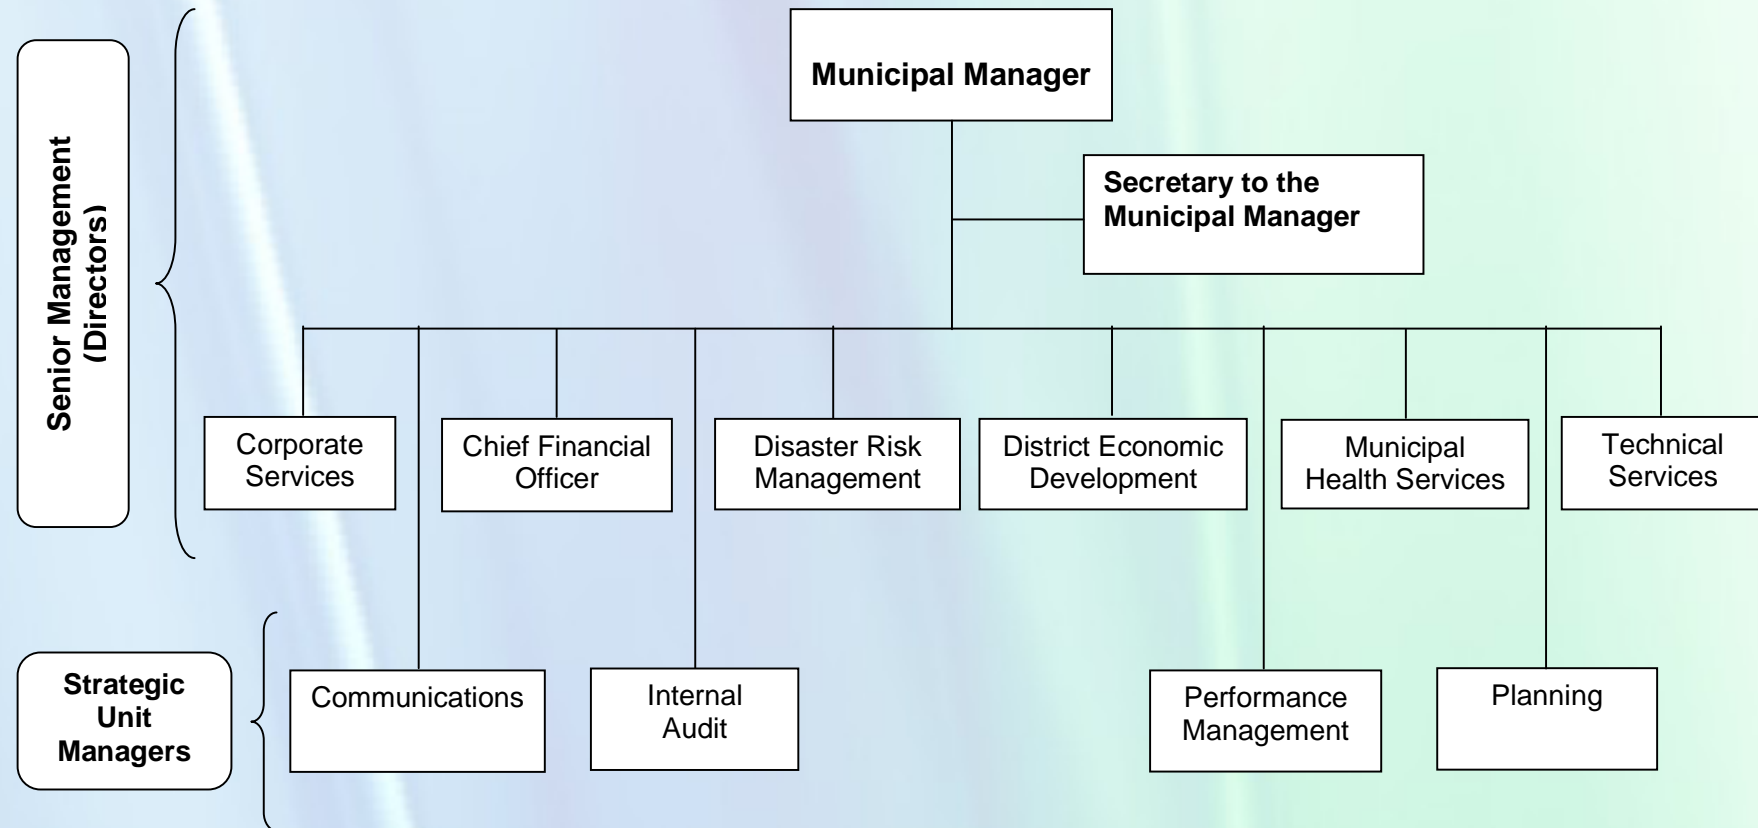 Municipal Manager
Secretary to the
Municipal Manager
Senior Management
(Directors)
Corporate
Services
Chief Financial
Officer
Disaster Risk
Management
District Economic
Development
Municipal
Health Services
Technical
Services
Strategic
Unit
Managers
Communications
Internal
Audit
Performance
Management
Planning